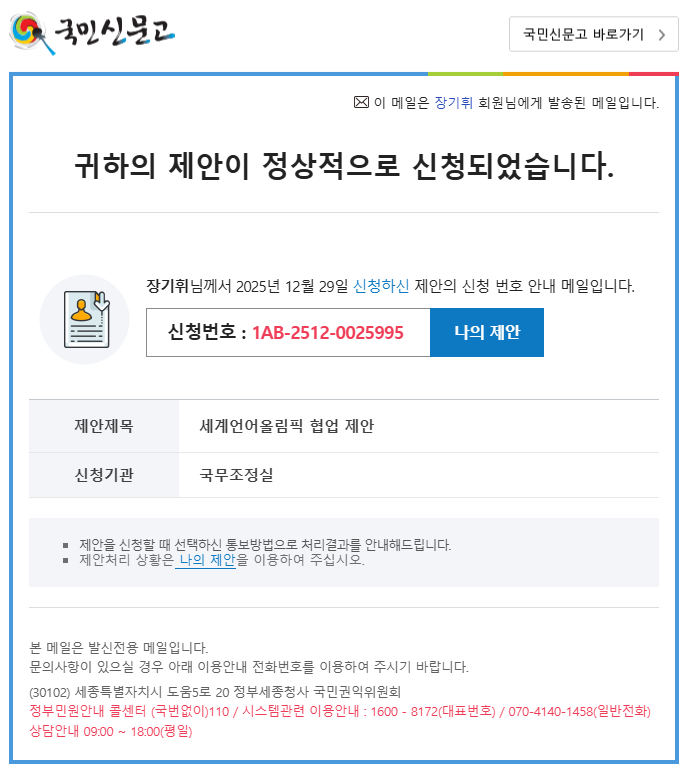 국민신문고
국민신문고 바로가기
이 메일은 장기휘 회원님에게 발송된 메일입니다.
귀하의 제안이 정상적으로 신청되었습니다.
장기휘님께서 2025년 12월 29일 신청하신 제안의 신청 번호 안내 메일입니다.
신청번호 : 1AB-2512-0025995 나의 제안
제안제목 세계언어올림픽 협업 제안
신청기관 국무조정실
제안을 신청할 때 선택하신 통보방법으로 처리결과를 안내해드립니다.
제안처리 상황은 나의 제안을 이용하여 주십시오.
본 메일은 발신전용 메일입니다.
문의사항이 있으실 경우 아래 이용안내 전화번호를 이용하여 주시기 바랍니다.
(30102) 세종특별자치시 도움5로 20 정부세종청사 국민권익위원회
정부민원안내 콜센터 (국번없이)110 / 시스템관련 이용안내 : 1600 - 8172(대표번호) / 070-4140-1458(일반전화)
상담안내 09:00 ~ 18:00(평일)